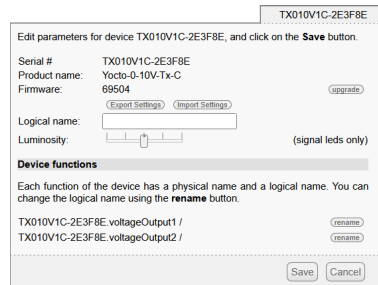 TX010V1C-2E3F8E
Edit parameters for device TX010V1C-2E3F8E, and click on the Save button.
Serial # TX010V1C-2E3F8E
Product name: Yocto-0-10V-Tx-C
Firmware: 69504 upgrade
Export Settings Import Settings
Logical name:
Luminosity: (signal leds only)
Device functions
Each function of the device has a physical name and a logical name. You can
change the logical name using the rename button.
TX010V1C-2E3F8E.voltageOutput1 / rename
TX010V1C-2E3F8E.voltageOutput2 / rename
Save Cancel